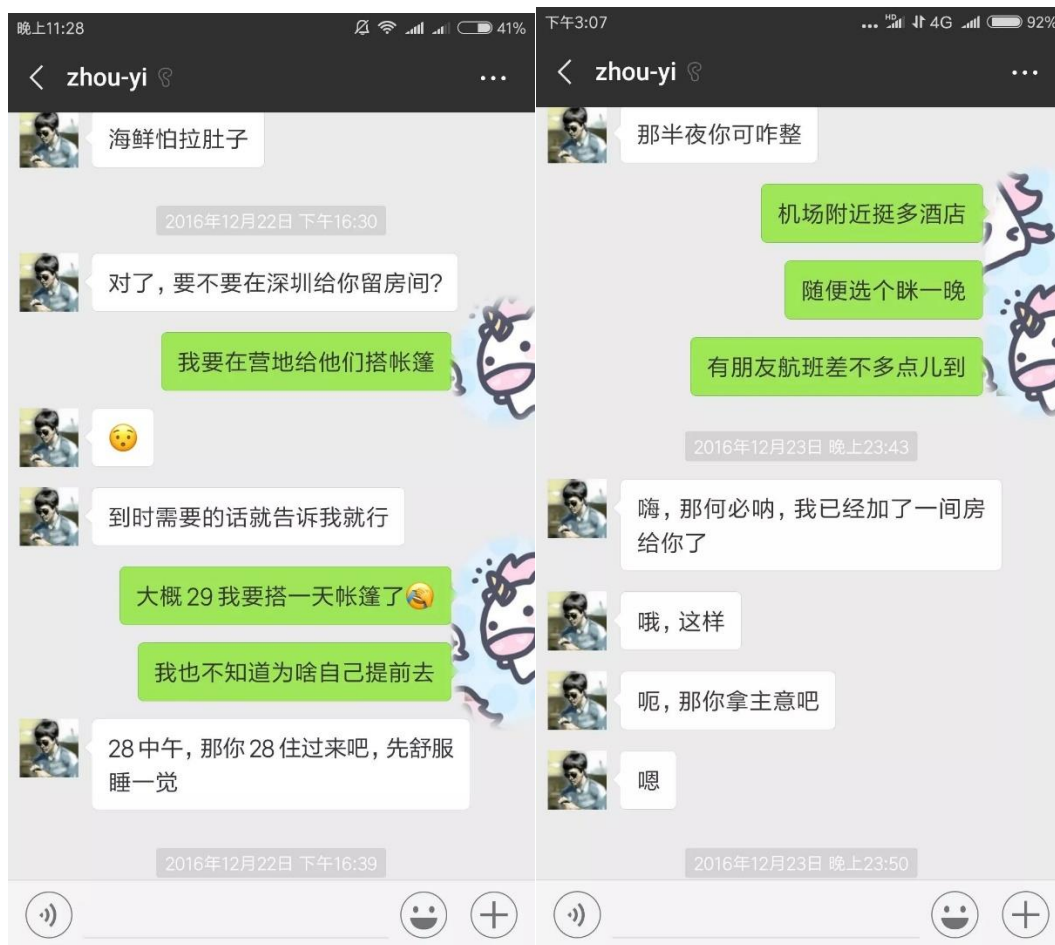 晚上11:28
41%
zhou-yi
海鲜怕拉肚子
2016年12月22日 下午16:30
对了，要不要在深圳给你留房间？
我要在营地给他们搭帐篷
到时需要的话就告诉我就行
大概29我要搭一天帐篷了
我也不知道为啥自己提前去
28中午，那你28住过来吧，先舒服
睡一觉
2016年12月22日 下午16:39
下午3:07
HD
4G
92%
zhou-yi
那半夜你可咋整
机场附近挺多酒店
随便选个眯一晚
有朋友航班差不多点儿到
2016年12月23日 晚上23:43
嗨，那何必呐，我已经加了一间房
给你了
哦，这样
呃，那你拿主意吧
嗯
2016年12月23日 晚上23:50